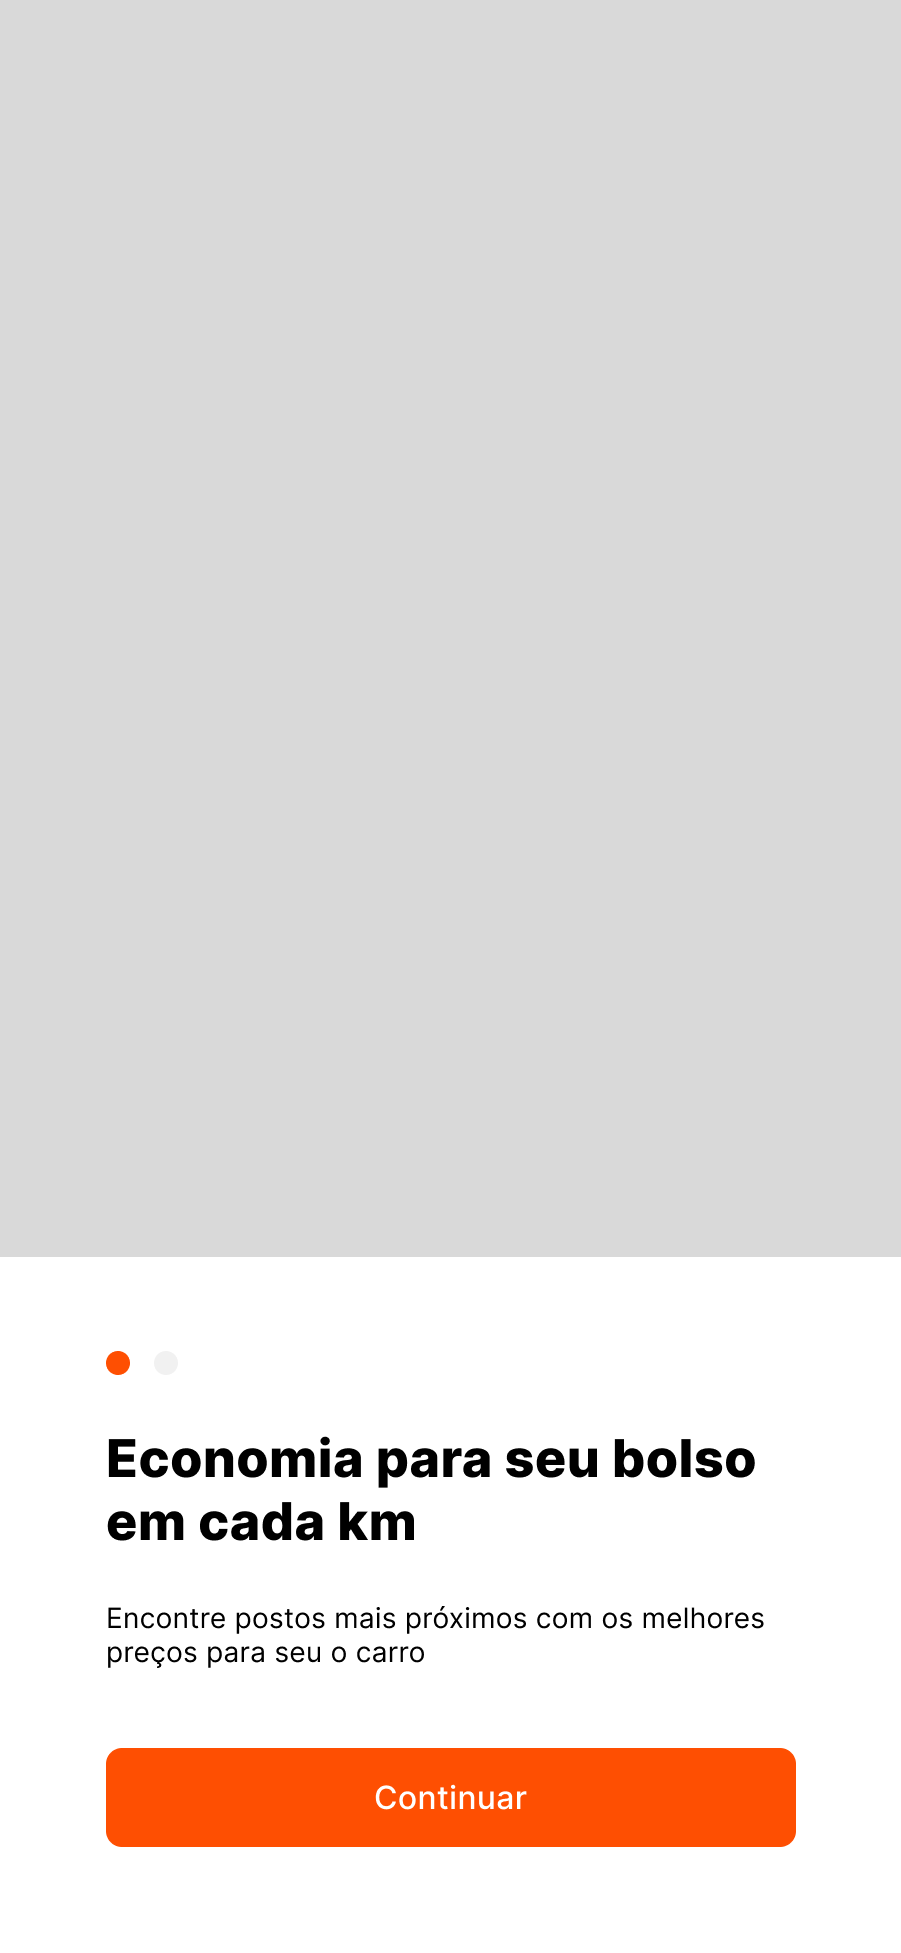 Economia para seu bolso
em cada km
Encontre postos mais próximos com os melhores
preços para seu o carro
Continuar